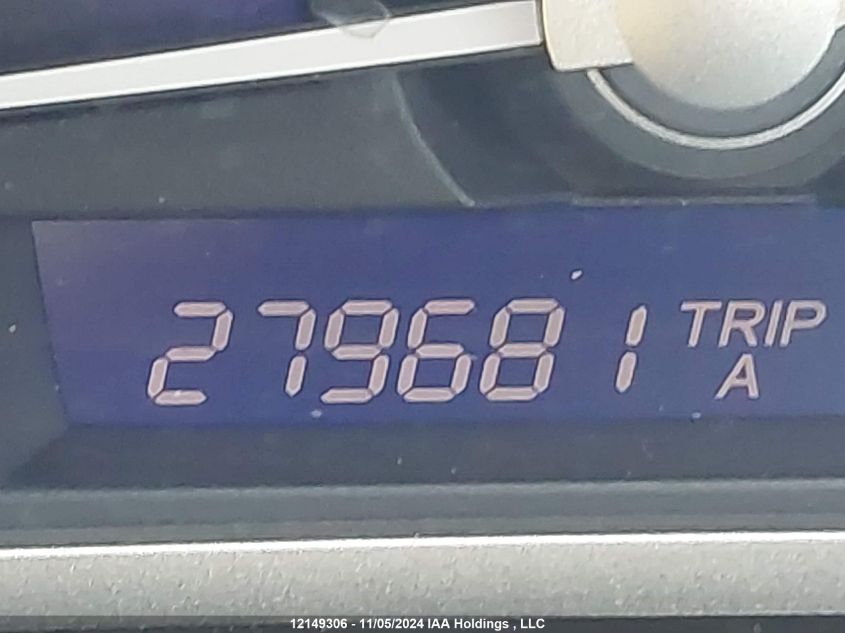 279681 TRIP
A
12149306 - 11/05/2024 IAA Holdings , LLC